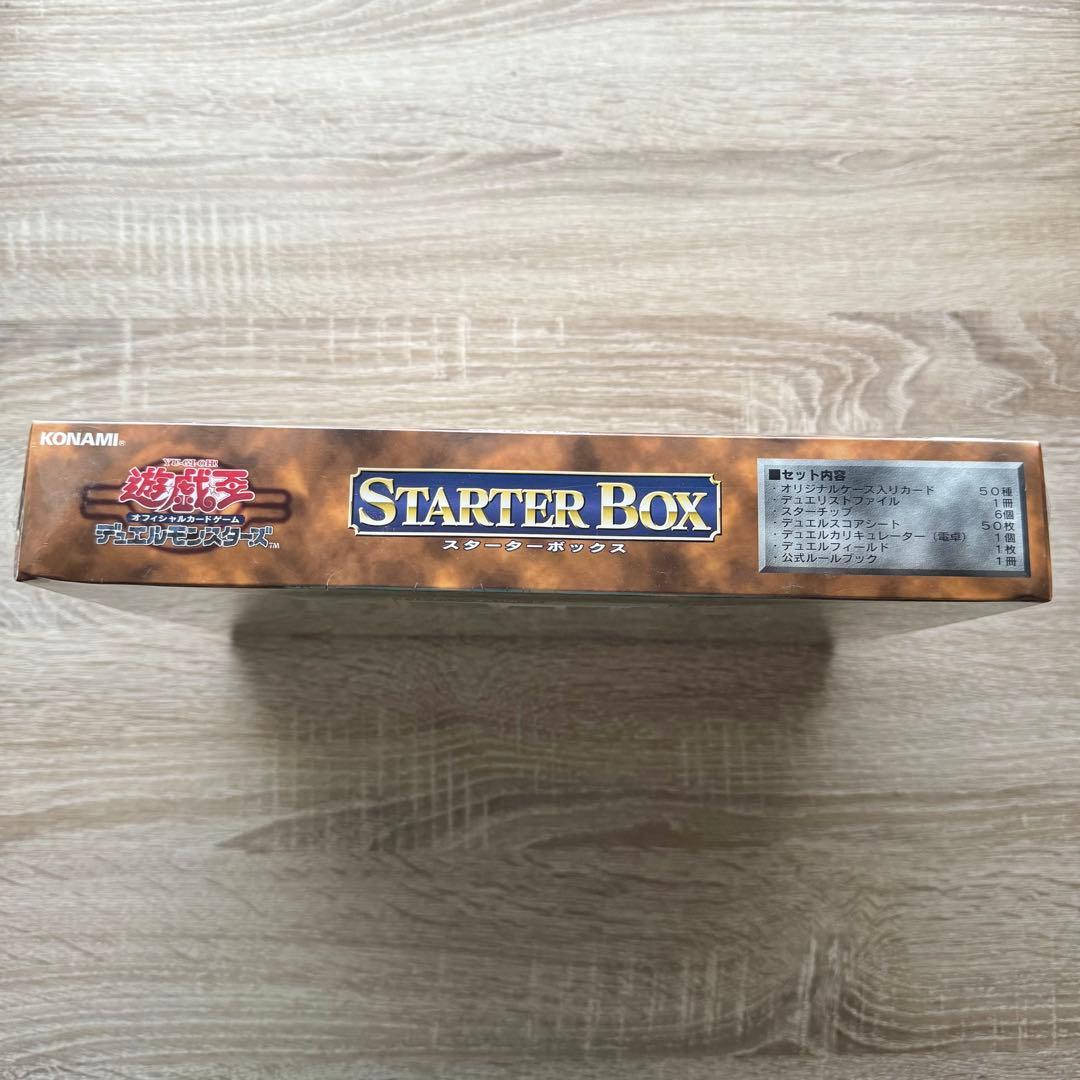 KONAMI®
YU-GI-OH!
遊戯王
オフィシャルカードゲーム
デュエルモンスターズ™
STARTER BOX
スターターボックス
■セット内容
・オリジナルケース入りカード 50種
・デュエリストファイル 1冊
・スターチップ 6個
・デュエルスコアシート 50枚
・デュエルカリキュレーター（電卓） 1個
・デュエルフィールド 1枚
・公式ルールブック 1冊